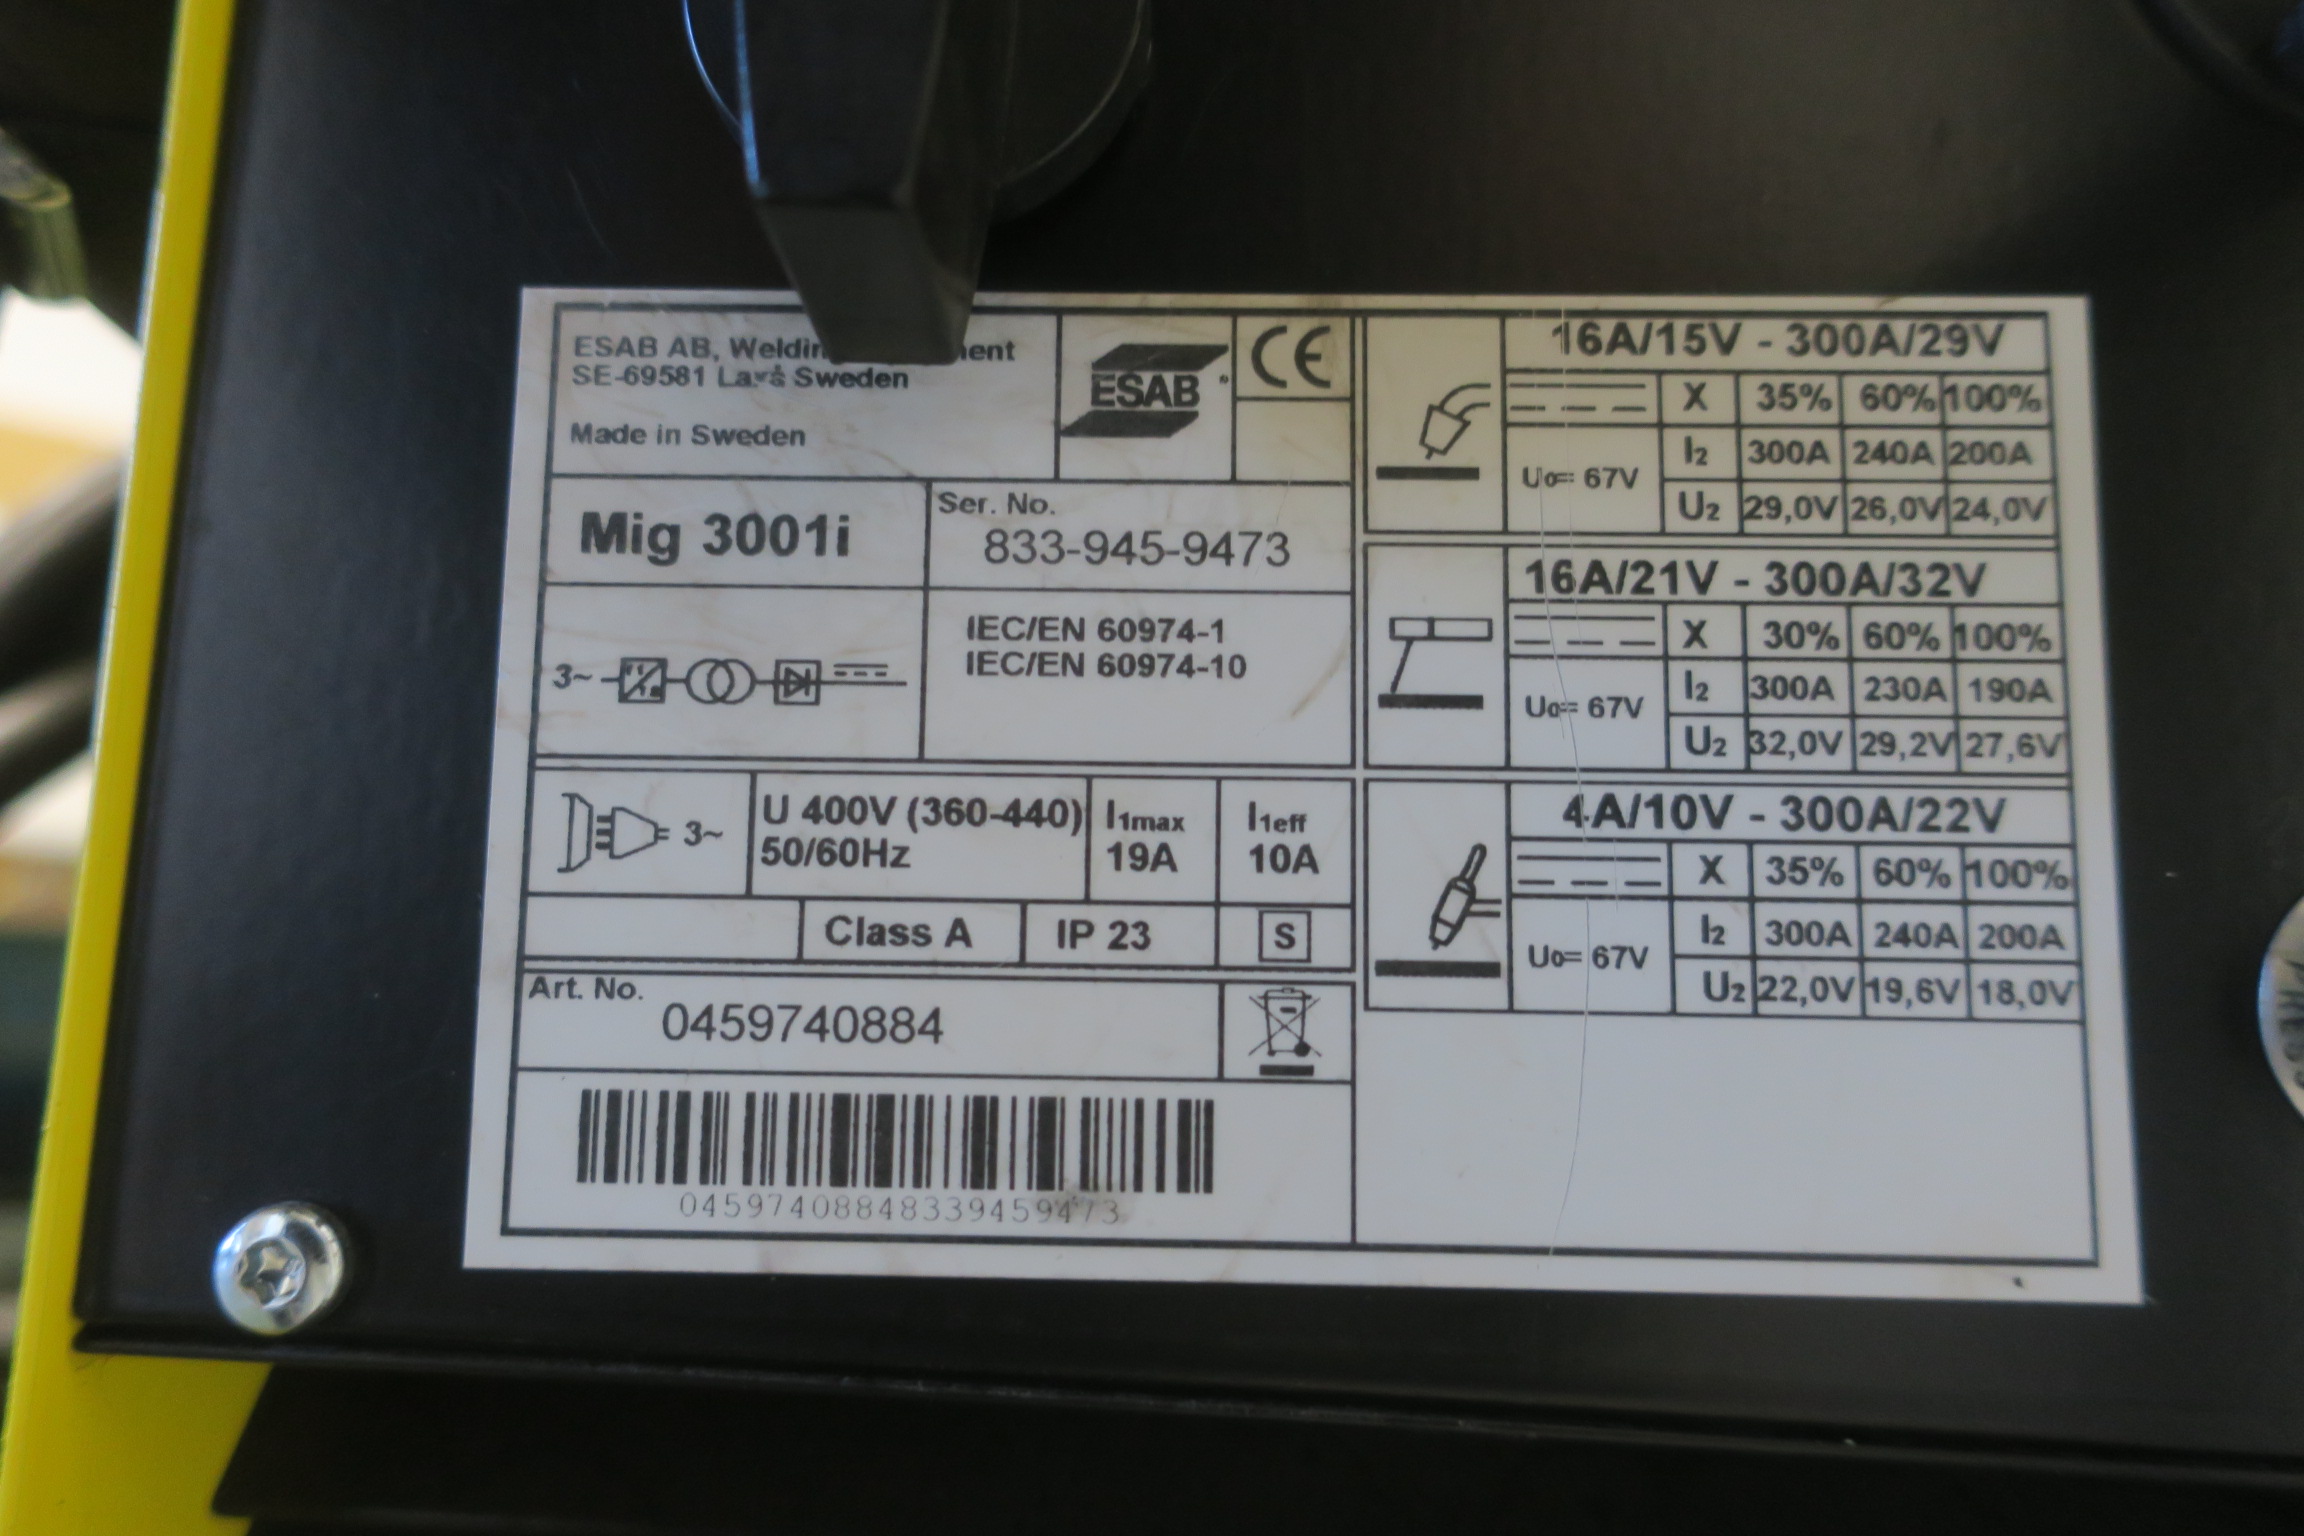 ESAB AB, Welding
SE-69581 Laxå Sweden
Made in Sweden
ESAB
CE
Mig 3001i
Ser. No.
833-945-9473
3~
IEC/EN 60974-1
IEC/EN 60974-10
3~
U 400V (360-440)
50/60Hz
I1max
19A
I1eff
10A
Class A
IP 23
S
Art. No.
0459740884
04597408848339459473
16A/15V - 300A/29V
X 35% 60% 100%
U0= 67V
I2 300A 240A 200A
U2 29,0V 26,0V 24,0V
16A/21V - 300A/32V
X 30% 60% 100%
U0= 67V
I2 300A 230A 190A
U2 32,0V 29,2V 27,6V
4A/10V - 300A/22V
X 35% 60% 100%
U0= 67V
I2 300A 240A 200A
U2 22,0V 19,6V 18,0V